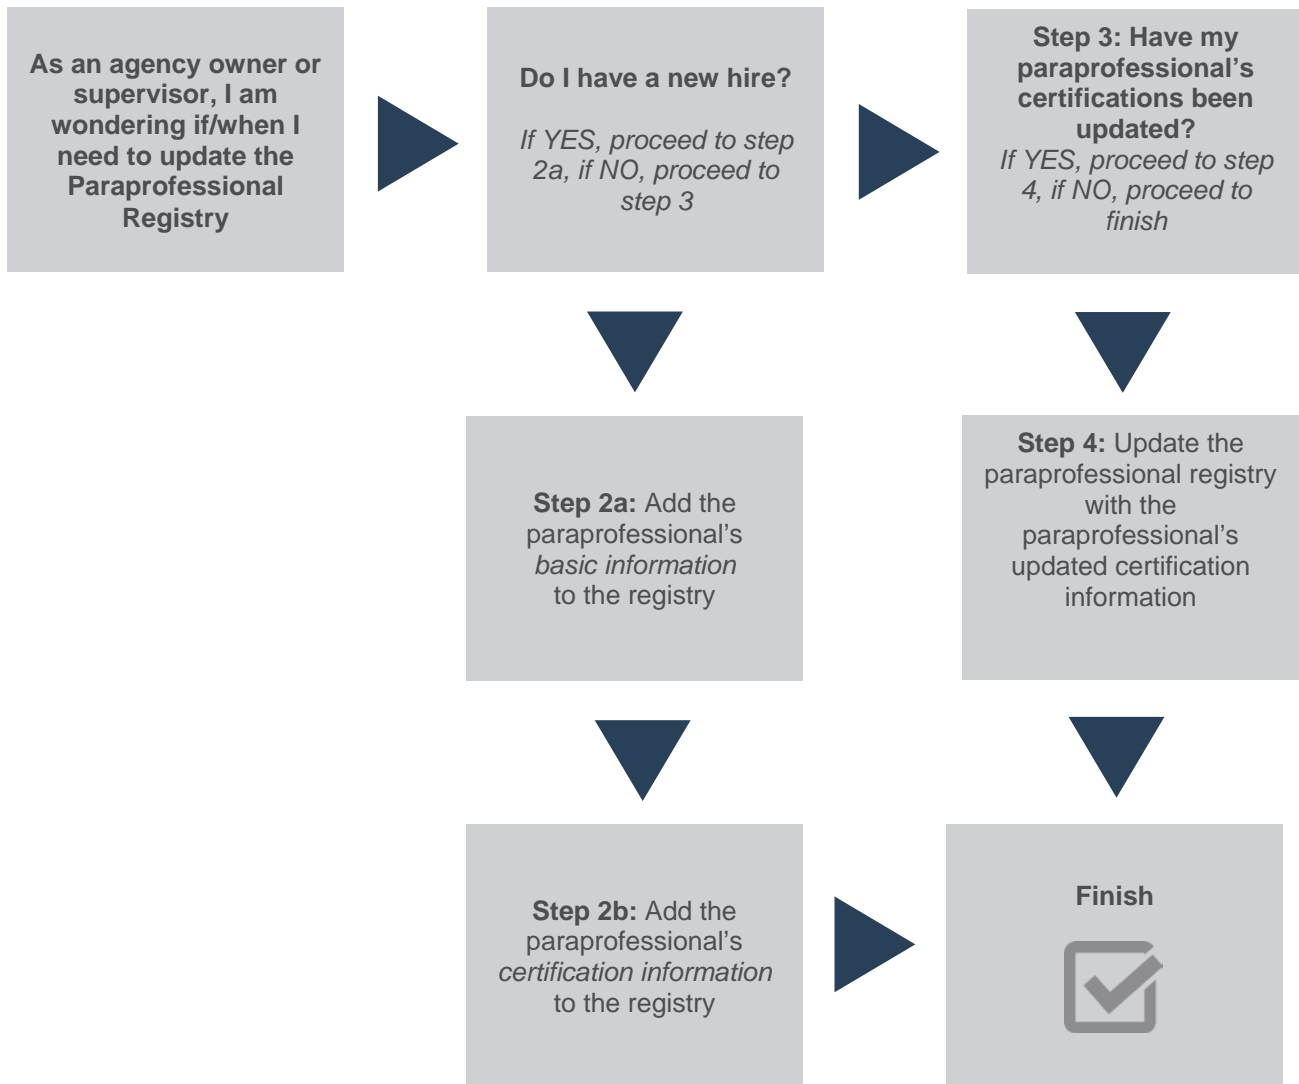 As an agency owner or
supervisor, I am
wondering if/when I
need to update the
Paraprofessional
Registry
Do I have a new hire?
If YES, proceed to step
2a, if NO, proceed to
step 3
Step 3: Have my
paraprofessional’s
certifications been
updated?
If YES, proceed to step
4, if NO, proceed to
finish
Step 2a: Add the
paraprofessional’s
basic information
to the registry
Step 4: Update the
paraprofessional registry
with the
paraprofessional’s
updated certification
information
Step 2b: Add the
paraprofessional’s
certification information
to the registry
Finish